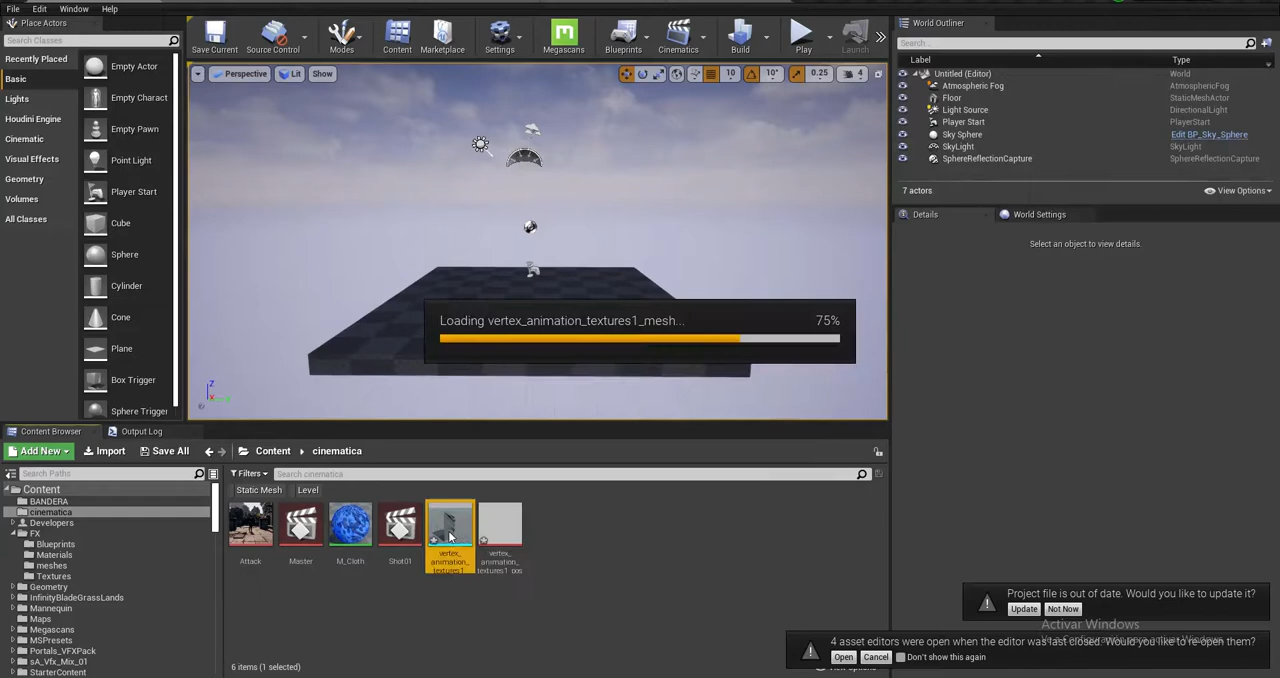 File Edit Window Help
Place Actors
Search Classes
Recently Placed
Basic
Lights
Houdini Engine
Cinematic
Visual Effects
Geometry
Volumes
All Classes
Empty Actor
Empty Charact
Empty Pawn
Point Light
Player Start
Cube
Sphere
Cylinder
Cone
Plane
Box Trigger
Sphere Trigger
Save Current Source Control Modes Content Marketplace Settings Megascans Blueprints Cinematics Build Play Launch
Perspective Lit Show 10 10° 0.25 4
Loading vertex_animation_textures1_mesh... 75%
Z
World Outliner
Search...
Label Type
Untitled (Editor) World
Atmospheric Fog AtmosphericFog
Floor StaticMeshActor
Light Source DirectionalLight
Player Start PlayerStart
Sky Sphere Edit BP_Sky_Sphere
SkyLight SkyLight
SphereReflectionCapture SphereReflectionCapture
7 actors View Options
Details World Settings
Select an object to view details.
Content Browser Output Log
Add New Import Save All Content cinematica
Search Paths
Filters Search cinematica
Static Mesh Level
Content
BANDERA
cinematica
Developers
FX
Blueprints
Materials
meshes
Textures
Geometry
InfinityBladeGrassLands
Mannequin
Maps
Megascans
MSPresets
Portals_VFXPack
sA_Vfx_Mix_01
StarterContent
Attack Master M_Cloth Shot01
vertex_
animation_
textures1_
vertex_
animation_
textures1_pos
6 items (1 selected)
Project file is out of date. Would you like to update it?
Update Not Now
Activar Windows
4 asset editors were open when the editor was last closed. Would you like to re-open them?
Open Cancel Don't show this again